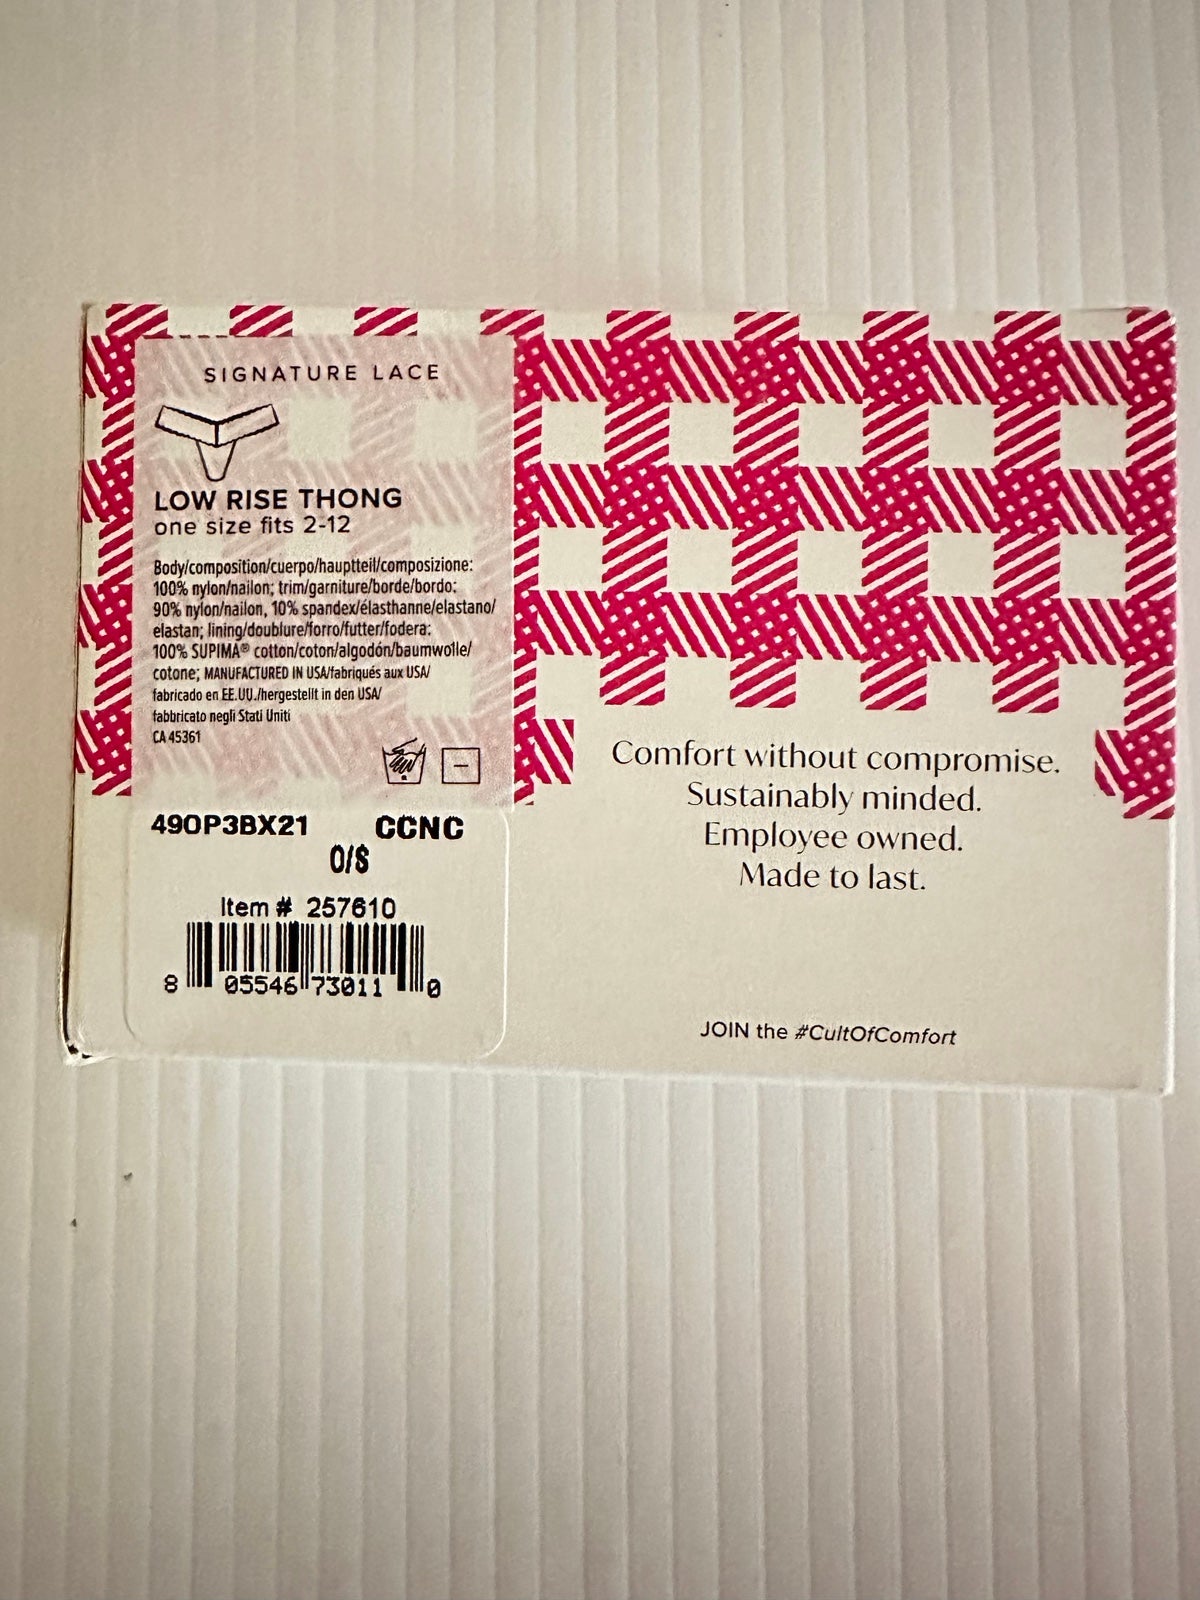 SIGNATURE LACE
LOW RISE THONG
one size fits 2-12
Body/composition/cuerpo/hauptteil/composizione:
100% nylon/nailon; trim/garniture/borde/bordo:
90% nylon/nailon, 10% spandex/élasthanne/elastano/
elastan; lining/doublure/forro/futter/fodera:
100% SUPIMA® cotton/coton/algodón/baumwolle/
cotone; MANUFACTURED IN USA/fabriqués aux USA/
fabricado en EE.UU./hergestellt in den USA/
fabbricato negli Stati Uniti
CA 45361
490P3BX21 CCNC
O/S
Item # 257610
8 05546 73011 0
Comfort without compromise.
Sustainably minded.
Employee owned.
Made to last.
JOIN the #CultOfComfort